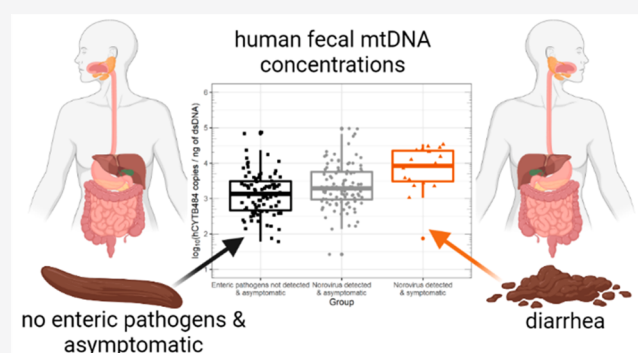 human fecal mtDNA
concentrations
log10(hCYTB484 copies / ng of dsDNA)
6
5
4
3
2
1
Enteric pathogens not detected
& asymptomatic
Norovirus detected
& asymptomatic
Norovirus detected
& symptomatic
Group
no enteric pathogens &
asymptomatic
diarrhea